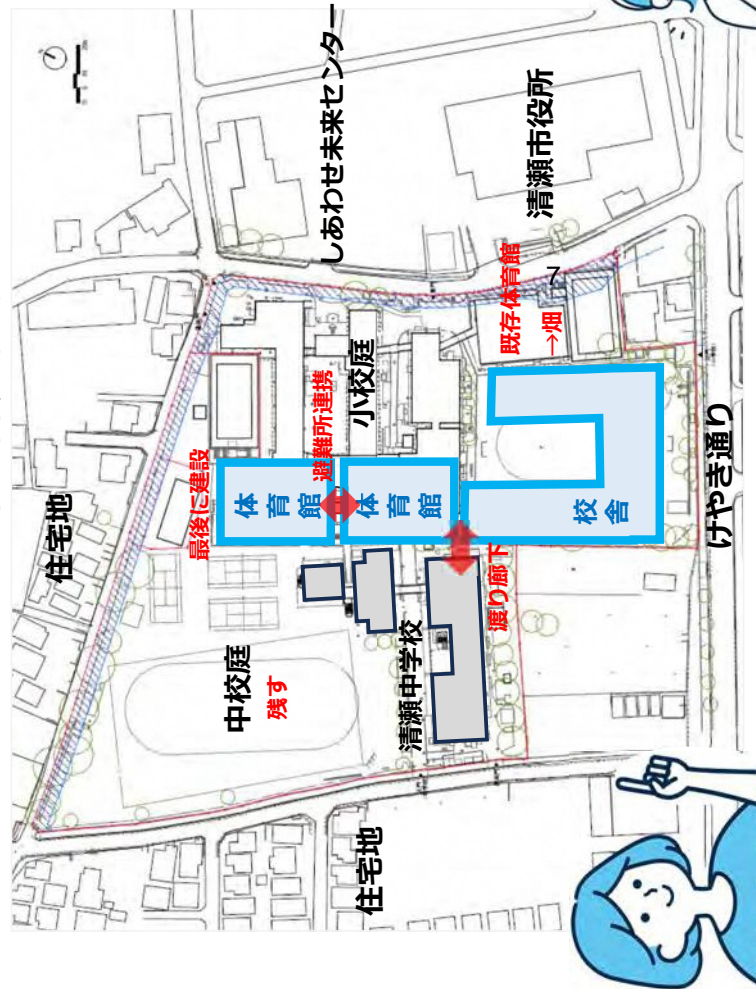 しあわせ未来センター
清瀬市役所
住宅地
最後に建設
避難所連携
小校庭
既存体育館
→畑
7
体育館
体育館
校舎
中校庭
残す
清瀬中学校
渡り廊下
けやき通り
住宅地